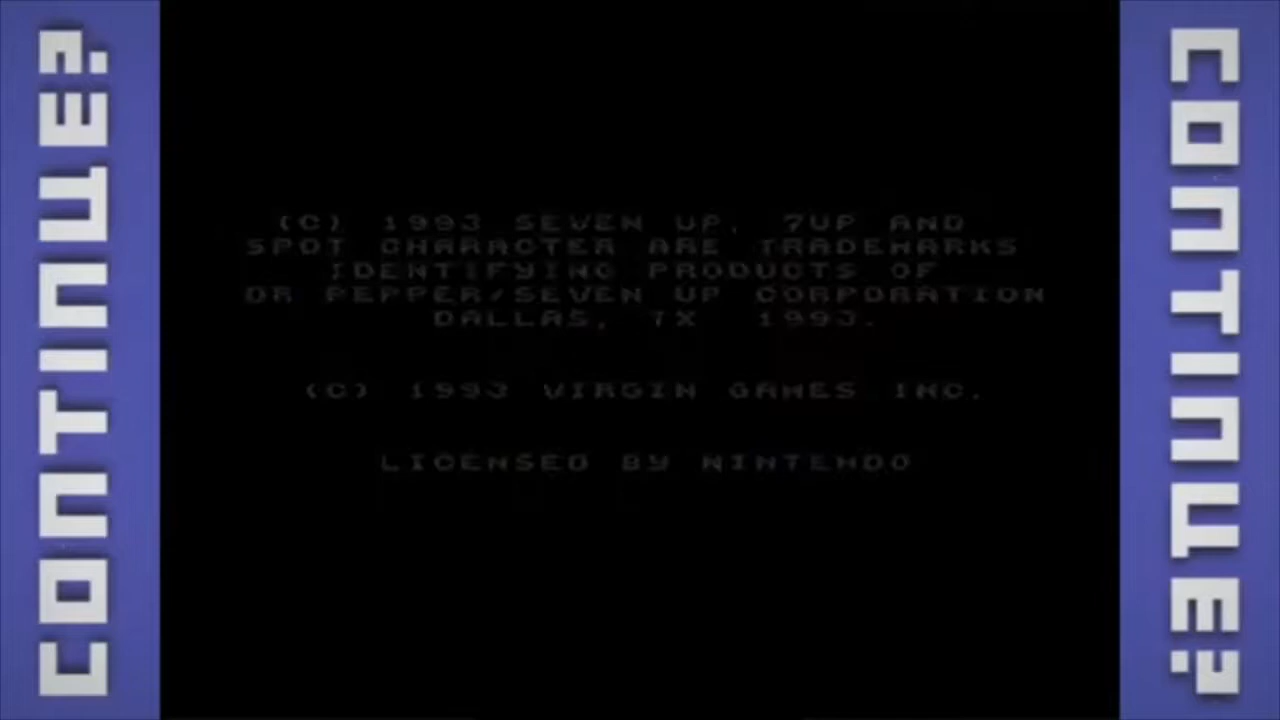 CONTINUE?
(C) 1993 SEVEN UP, 7UP AND
SPOT CHARACTER ARE TRADEMARKS
IDENTIFYING PRODUCTS OF
DR PEPPER/SEVEN UP CORPORATION
DALLAS, TX 1993.
(C) 1993 VIRGIN GAMES INC.
LICENSED BY NINTENDO
CONTINUE?